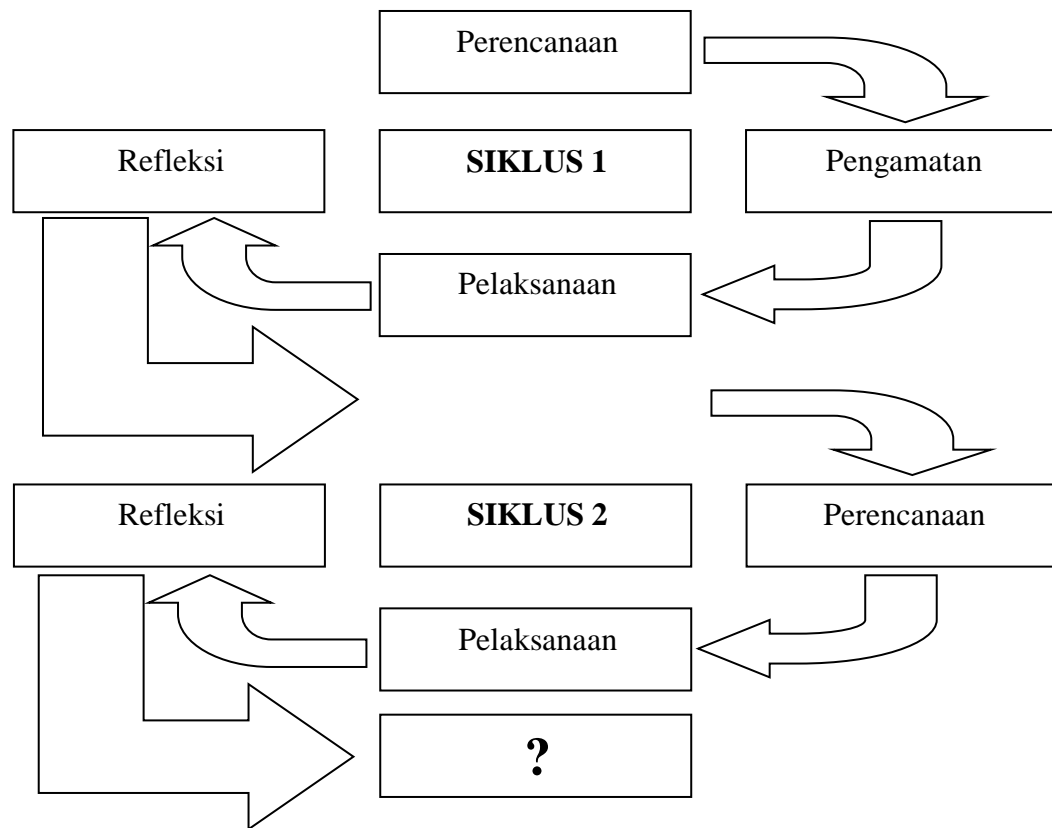 Perencanaan
Refleksi
SIKLUS 1
Pengamatan
Pelaksanaan
Refleksi
SIKLUS 2
Perencanaan
Pelaksanaan
?